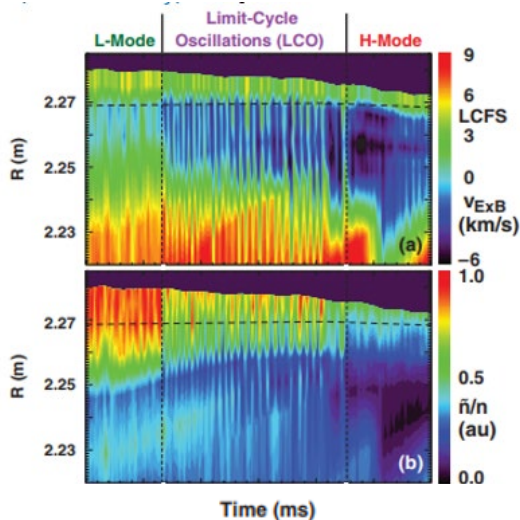 Limit-Cycle
L-Mode Oscillations (LCO) H-Mode
9
2.27
6
LCFS
3
R (m)
2.25
0
vExB
(km/s)
2.23
(a)
−6
1.0
2.27
R (m)
0.5
2.25
ñ/n
(au)
2.23
(b)
0.0
Time (ms)